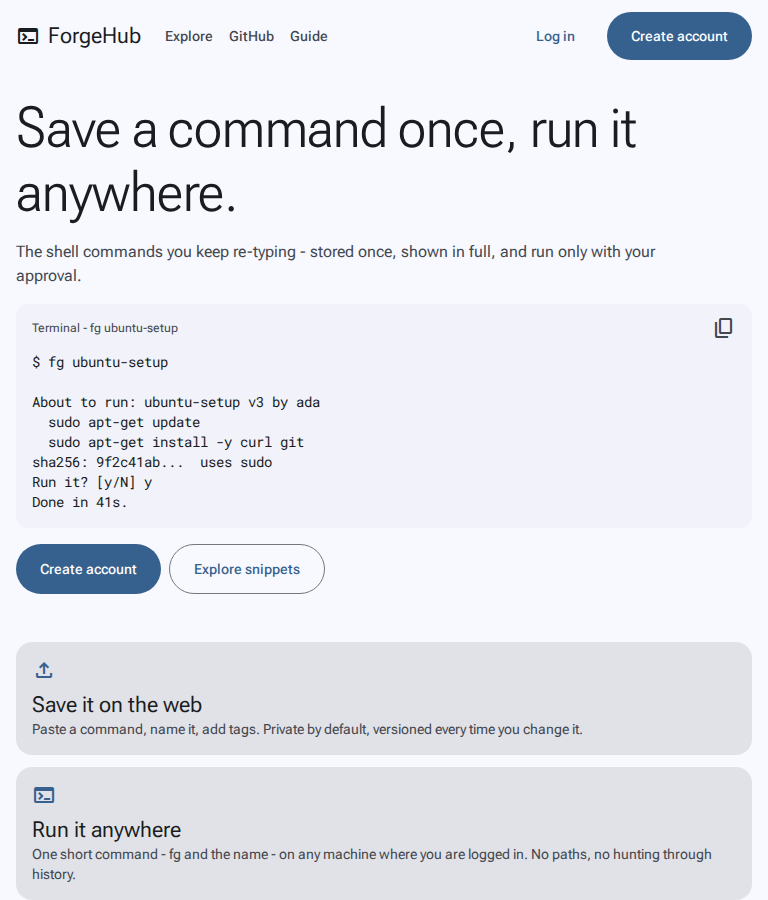 ForgeHub Explore GitHub Guide Log in Create account
Save a command once, run it
anywhere.
The shell commands you keep re-typing - stored once, shown in full, and run only with your
approval.
Terminal - fg ubuntu-setup
$ fg ubuntu-setup
About to run: ubuntu-setup v3 by ada
sudo apt-get update
sudo apt-get install -y curl git
sha256: 9f2c41ab... uses sudo
Run it? [y/N] y
Done in 41s.
Create account Explore snippets
Save it on the web
Paste a command, name it, add tags. Private by default, versioned every time you change it.
Run it anywhere
One short command - fg and the name - on any machine where you are logged in. No paths, no hunting through
history.